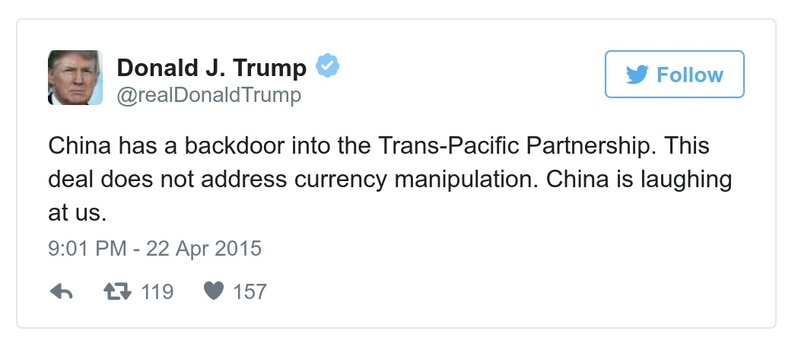 Donald J. Trump
@realDonaldTrump
Follow
China has a backdoor into the Trans-Pacific Partnership. This
deal does not address currency manipulation. China is laughing
at us.
9:01 PM - 22 Apr 2015
119 157